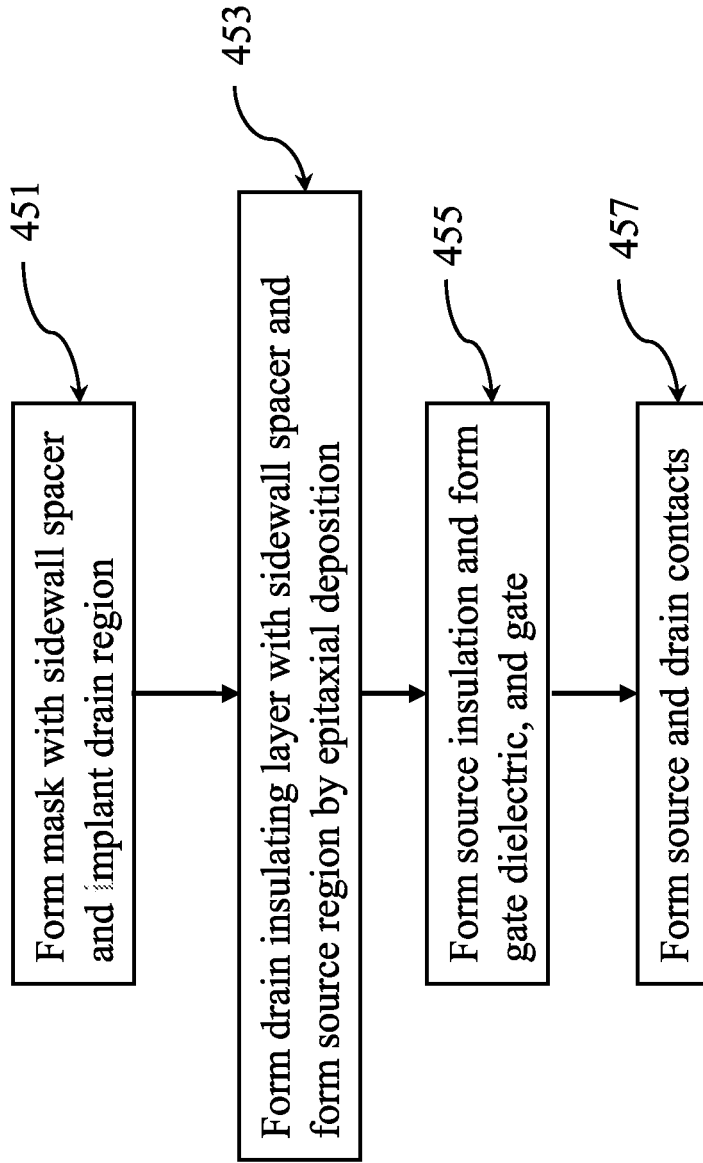 Form mask with sidewall spacer
and implant drain region
451
Form drain insulating layer with sidewall spacer and
form source region by epitaxial deposition
453
Form source insulation and form
gate dielectric, and gate
455
Form source and drain contacts
457